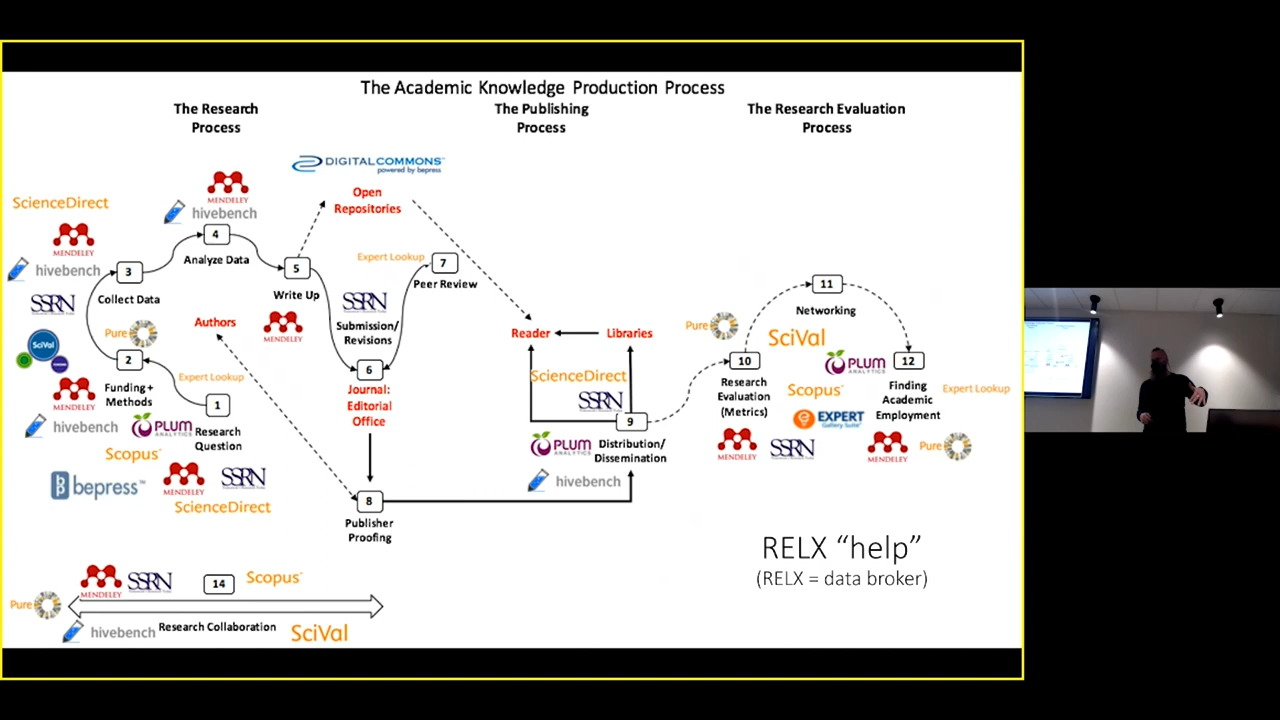 The Academic Knowledge Production Process
The Research
Process
The Publishing
Process
The Research Evaluation
Process
DIGITALCOMMONS™
powered by bepress
Open
Repositories
ScienceDirect
MENDELEY
hivebench
MENDELEY
hivebench
4
Analyze Data
3
Collect Data
SSRN
5
Write Up
MENDELEY
Expert Lookup
7
Peer Review
SSRN
Submission/
Revisions
6
Journal:
Editorial
Office
Authors
Pure
SciVal
2
Funding +
Methods
MENDELEY
hivebench
Expert Lookup
1
Research
Question
PLUM
ANALYTICS
Scopus
bepress™
MENDELEY
SSRN
ScienceDirect
8
Publisher
Proofing
Reader
Libraries
ScienceDirect
SSRN
9
Distribution/
Dissemination
PLUM
ANALYTICS
hivebench
Pure
10
Research
Evaluation
(Metrics)
MENDELEY
SSRN
11
Networking
SciVal
PLUM
ANALYTICS
Scopus
EXPERT
Gallery Suite™
12
Finding
Academic
Employment
Expert Lookup
MENDELEY
Pure
RELX “help”
(RELX = data broker)
MENDELEY
SSRN
14
Scopus
Pure
hivebench
Research Collaboration
SciVal